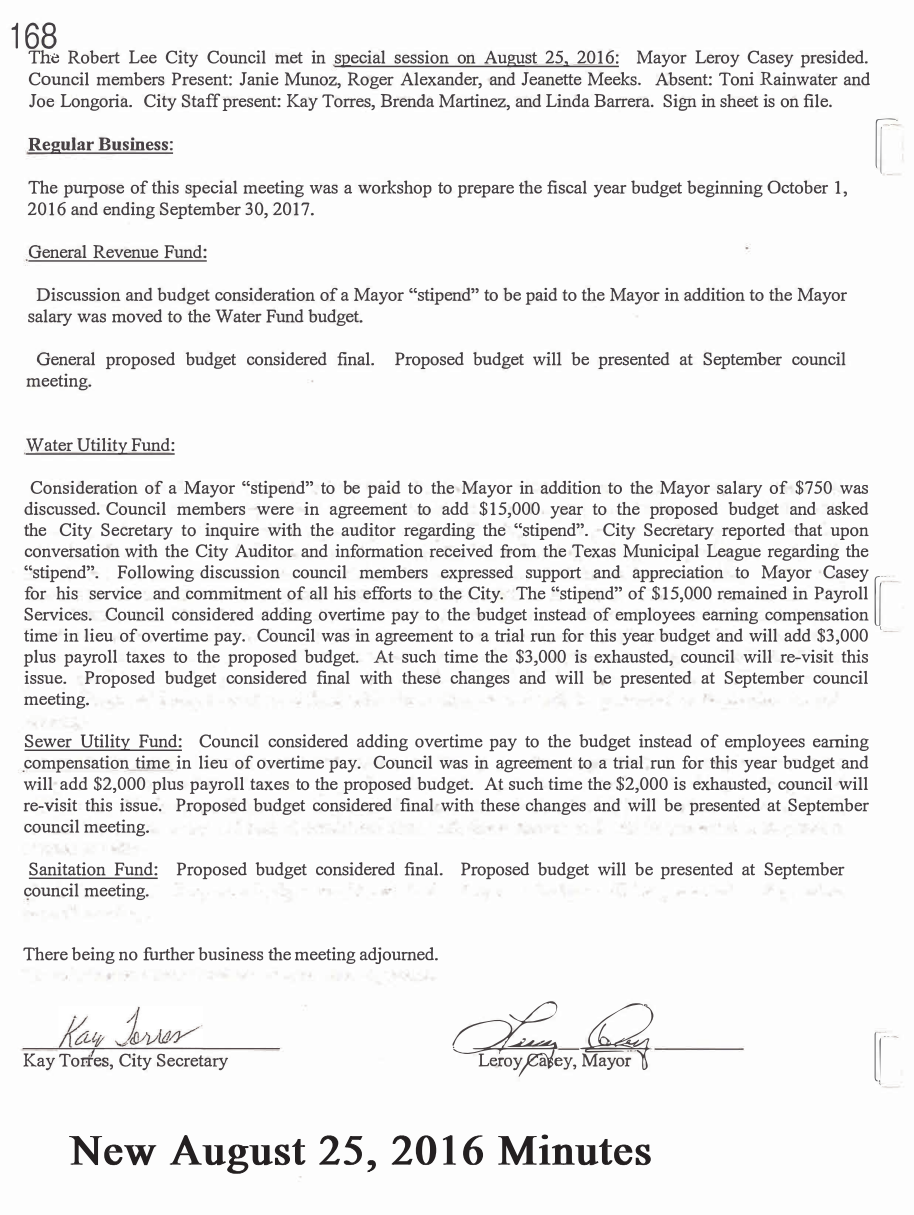 168
The Robert Lee City Council met in special session on August 25, 2016: Mayor Leroy Casey presided.
Council members Present: Janie Munoz, Roger Alexander, and Jeanette Meeks. Absent: Toni Rainwater and
Joe Longoria. City Staff present: Kay Torres, Brenda Martinez, and Linda Barrera. Sign in sheet is on file.
Regular Business:
The purpose of this special meeting was a workshop to prepare the fiscal year budget beginning October 1,
2016 and ending September 30, 2017.
General Revenue Fund:
Discussion and budget consideration of a Mayor “stipend” to be paid to the Mayor in addition to the Mayor
salary was moved to the Water Fund budget.
General proposed budget considered final. Proposed budget will be presented at September council
meeting.
Water Utility Fund:
Consideration of a Mayor “stipend” to be paid to the Mayor in addition to the Mayor salary of $750 was
discussed. Council members were in agreement to add $15,000 year to the proposed budget and asked
the City Secretary to inquire with the auditor regarding the “stipend”. City Secretary reported that upon
conversation with the City Auditor and information received from the Texas Municipal League regarding the
“stipend”. Following discussion council members expressed support and appreciation to Mayor Casey
for his service and commitment of all his efforts to the City. The “stipend” of $15,000 remained in Payroll
Services. Council considered adding overtime pay to the budget instead of employees earning compensation
time in lieu of overtime pay. Council was in agreement to a trial run for this year budget and will add $3,000
plus payroll taxes to the proposed budget. At such time the $3,000 is exhausted, council will re-visit this
issue. Proposed budget considered final with these changes and will be presented at September council
meeting.
Sewer Utility Fund: Council considered adding overtime pay to the budget instead of employees earning
compensation time in lieu of overtime pay. Council was in agreement to a trial run for this year budget and
will add $2,000 plus payroll taxes to the proposed budget. At such time the $2,000 is exhausted, council will
re-visit this issue. Proposed budget considered final with these changes and will be presented at September
council meeting.
Sanitation Fund: Proposed budget considered final. Proposed budget will be presented at September
council meeting.
There being no further business the meeting adjourned.
Kay Torres Leroy Casey
Kay Torres, City Secretary Leroy Casey, Mayor
New August 25, 2016 Minutes